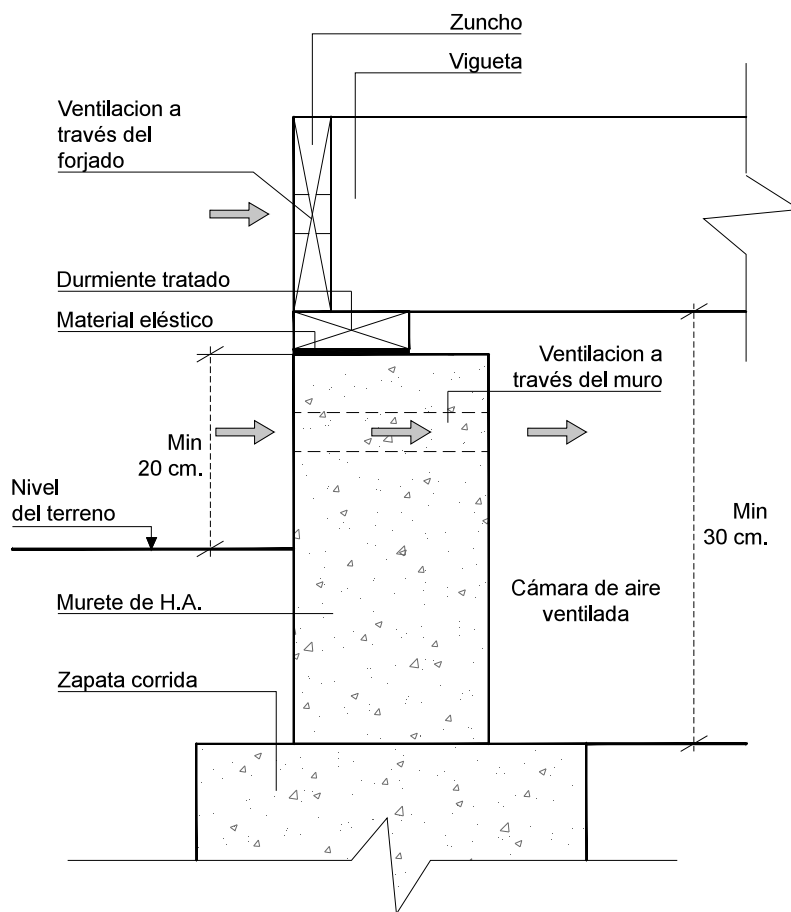 Zuncho
Vigueta
Ventilacion a
través del
forjado
Durmiente tratado
Material eléstico
Ventilacion a
través del muro
Min
20 cm.
Nivel
del terreno
Min
30 cm.
Murete de H.A.
Cámara de aire
ventilada
Zapata corrida